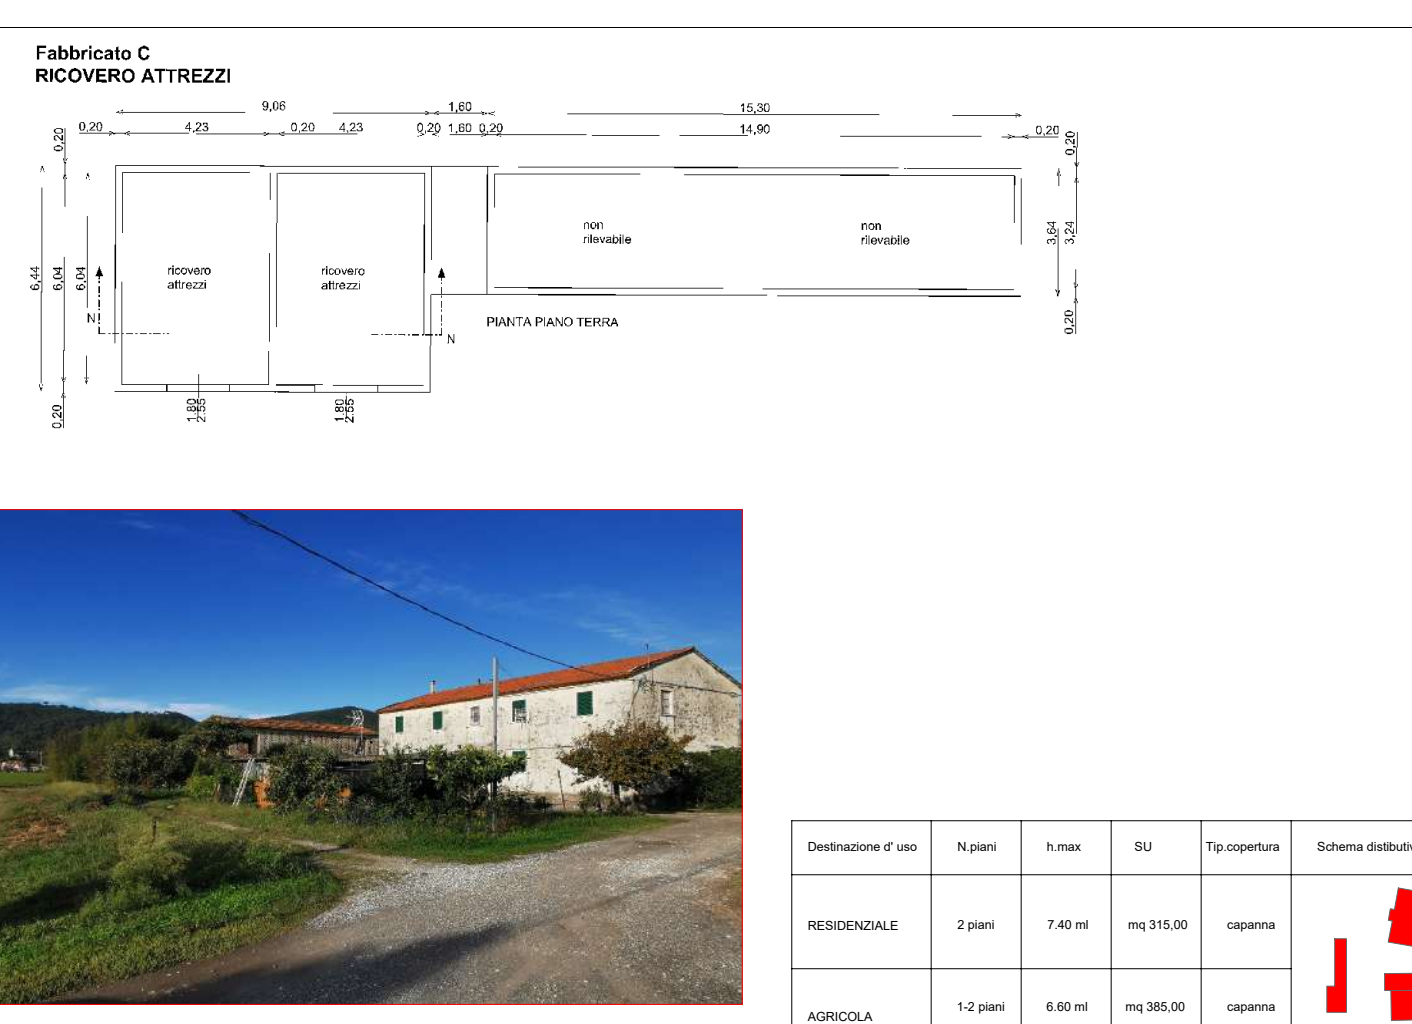 Fabbricato C
RICOVERO ATTREZZI
9,06 1,60 15,30
0,20 4,23 0,20 4,23 0,20 1,60 0,20 14,90 0,20
0,20 0,20
non
rilevabile
non
rilevabile
6,44 6,04 6,04
ricovero
attrezzi
ricovero
attrezzi
3,64 3,24
N N
PIANTA PIANO TERRA
0,20 0,20
1.80
2.55
1.80
2.55
Destinazione d' uso N.piani h.max SU Tip.copertura Schema distibutiv
RESIDENZIALE 2 piani 7.40 ml mq 315,00 capanna
AGRICOLA 1-2 piani 6.60 ml mq 385,00 capanna